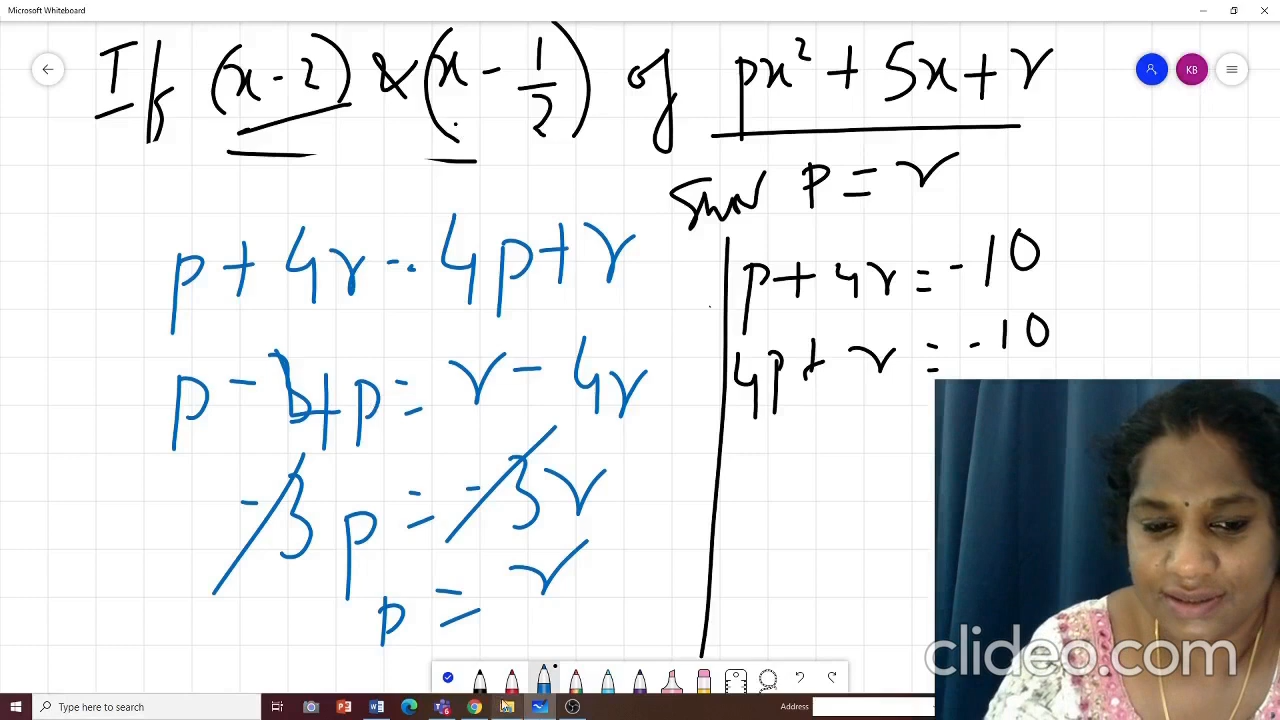 Microsoft Whiteboard
KB
If (x - 2) & (x - 1/2) of px² + 5x + r
p = r
p + 4r = 4p + r
p - 4p = r - 4r
-3p = -3r
p = r
p + 4r = -10
4p + r = -10
clideo.com
Type here to search
Address